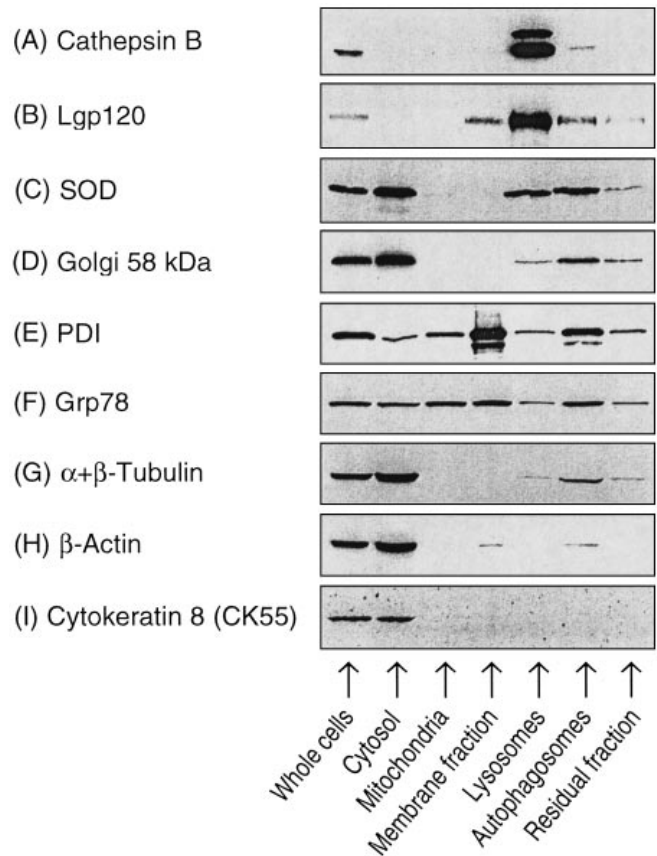 (A) Cathepsin B
(B) Lgp120
(C) SOD
(D) Golgi 58 kDa
(E) PDI
(F) Grp78
(G) α+β-Tubulin
(H) β-Actin
(I) Cytokeratin 8 (CK55)
Whole cells
Cytosol
Mitochondria
Membrane fraction
Lysosomes
Autophagosomes
Residual fraction